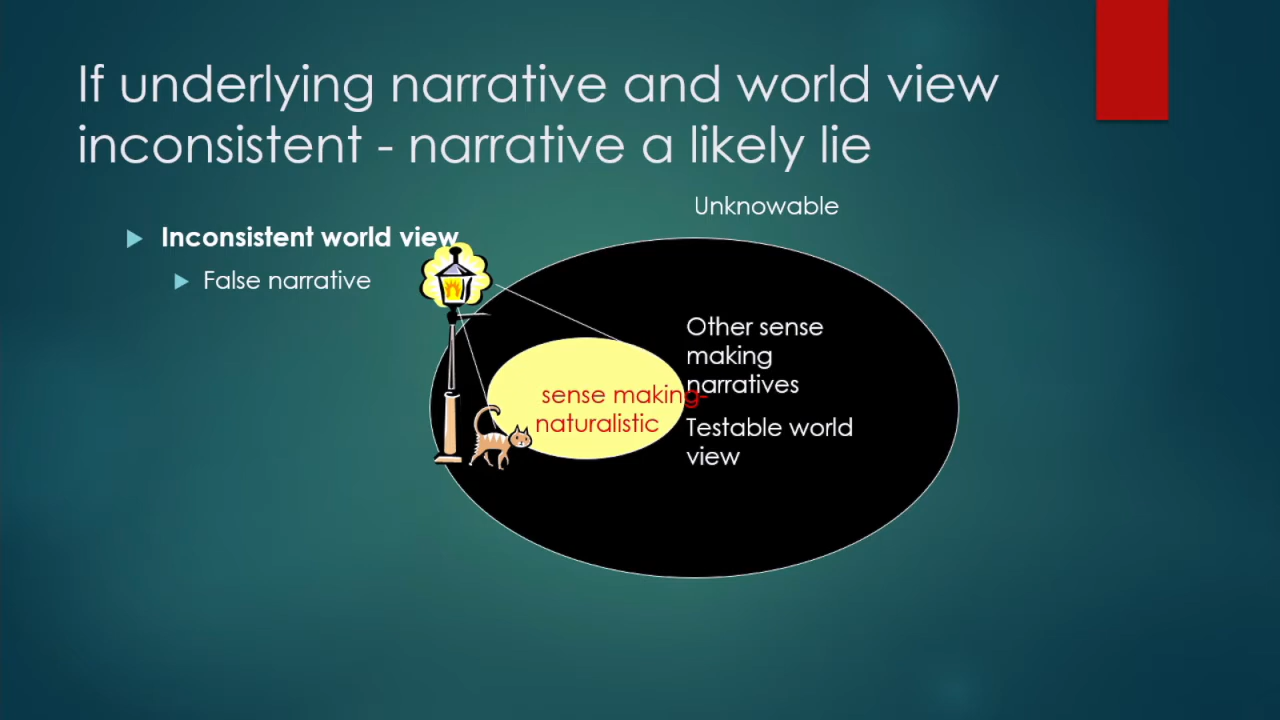 If underlying narrative and world view
inconsistent - narrative a likely lie
Unknowable
Inconsistent world view
False narrative
Other sense
making
narratives
sense making-
naturalistic
Testable world
view